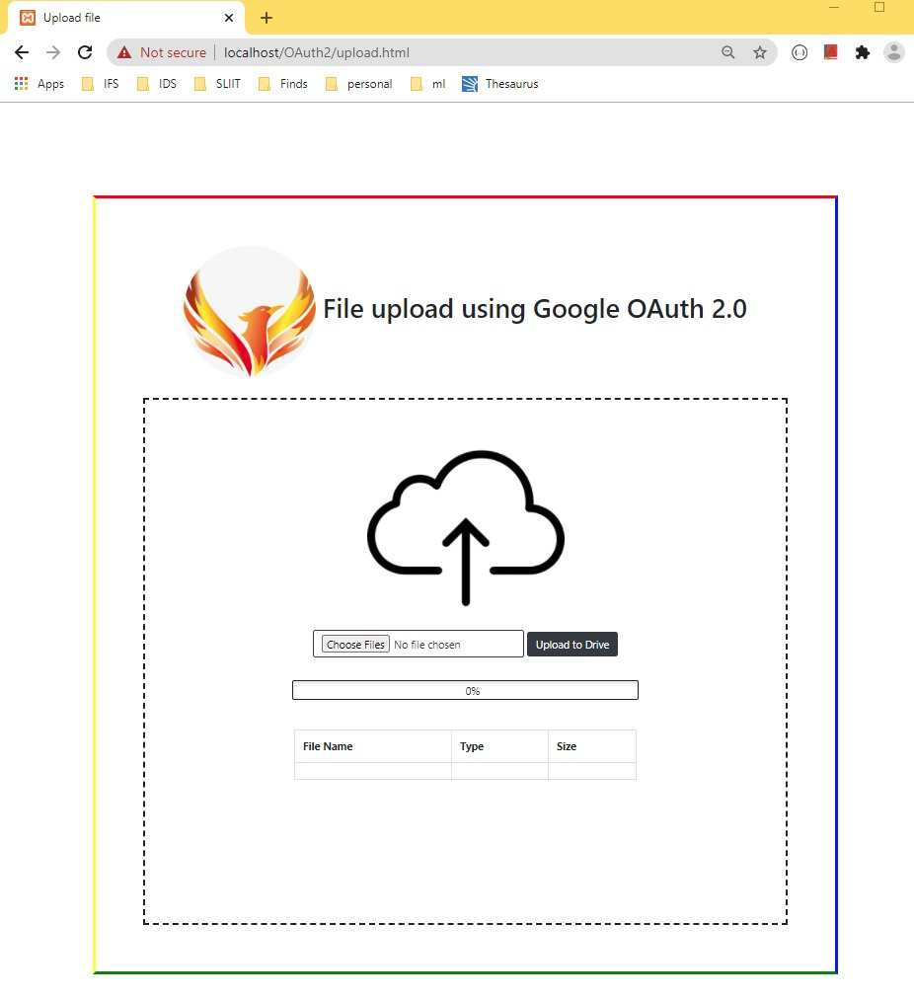 Upload file
Not secure | localhost/OAuth2/upload.html
Apps IFS IDS SLIIT Finds personal ml Thesaurus
File upload using Google OAuth 2.0
Choose Files No file chosen Upload to Drive
0%
File Name Type Size